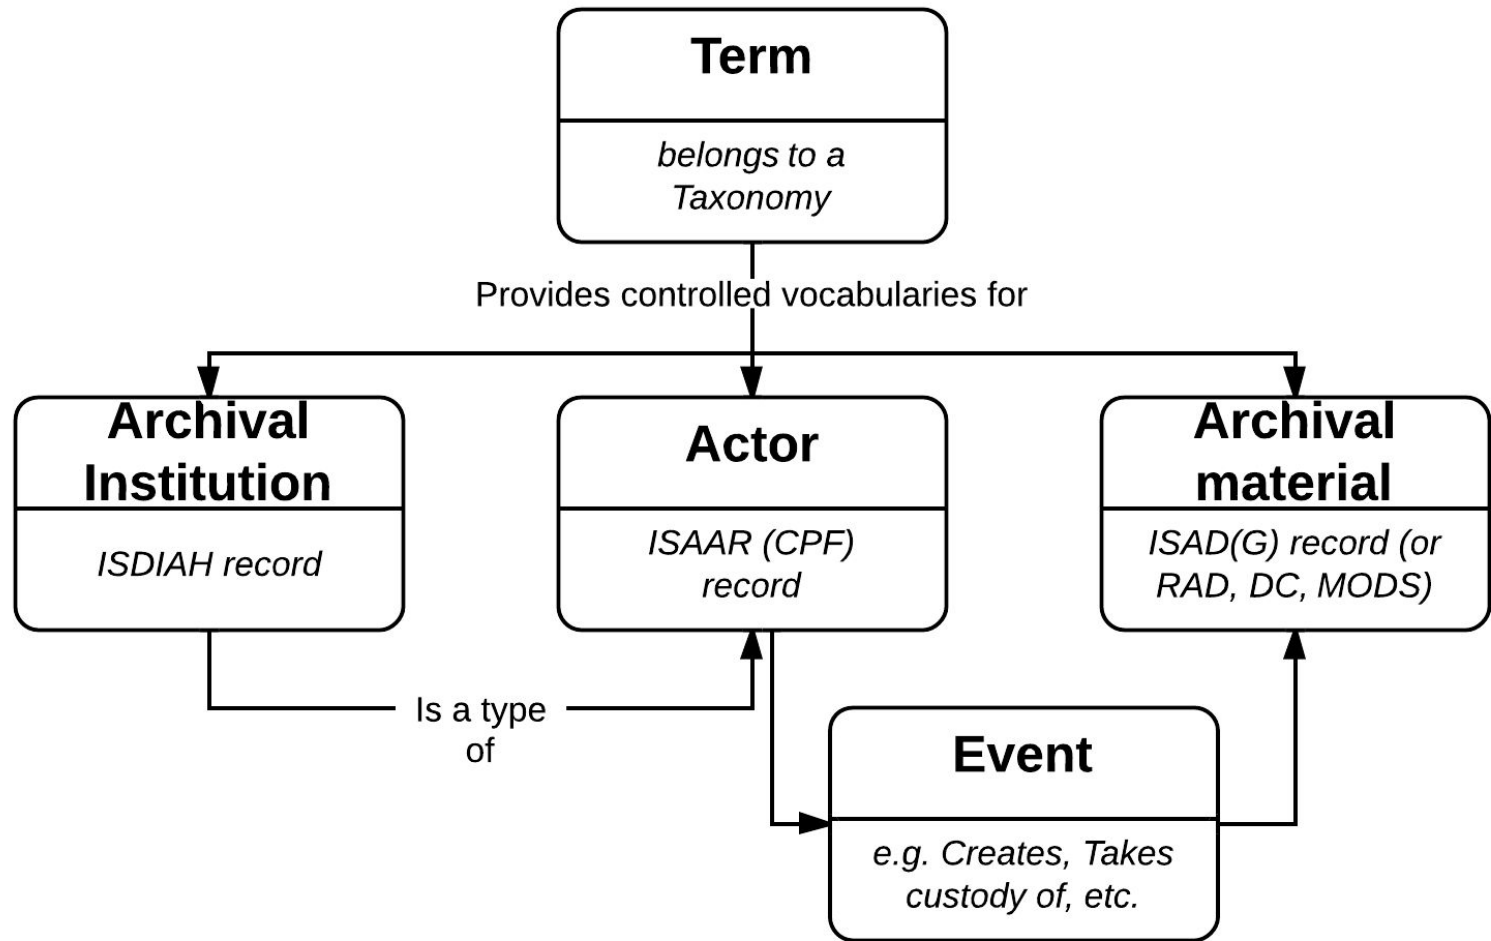 Term
belongs to a
Taxonomy
Provides controlled vocabularies for
Archival
Institution
ISDIAH record
Actor
ISAAR (CPF)
record
Archival
material
ISAD(G) record (or
RAD, DC, MODS)
Is a type
of
Event
e.g. Creates, Takes
custody of, etc.